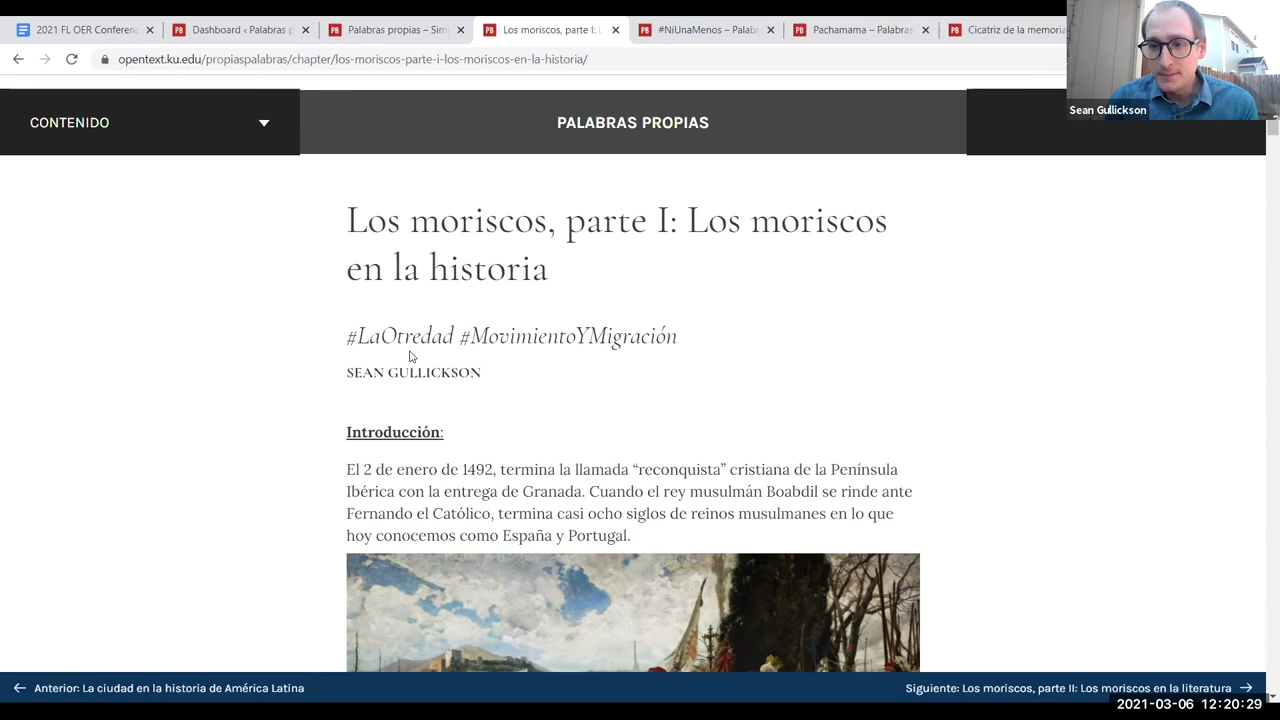 2021 FL OER Conferenc
Dashboard ‹ Palabras p
Palabras propias – Sim
Los moriscos, parte I: L
#NiUnaMenos – Palab
Pachamama – Palabras
Cicatriz de la memoria
opentext.ku.edu/propiaspalabras/chapter/los-moriscos-parte-i-los-moriscos-en-la-historia/
Sean Gullickson
CONTENIDO
PALABRAS PROPIAS
Los moriscos, parte I: Los moriscos
en la historia
#LaOtredad #MovimientoYMigración
SEAN GULLICKSON
Introducción:
El 2 de enero de 1492, termina la llamada “reconquista” cristiana de la Península
Ibérica con la entrega de Granada. Cuando el rey musulmán Boabdil se rinde ante
Fernando el Católico, termina casi ocho siglos de reinos musulmanes en lo que
hoy conocemos como España y Portugal.
Anterior: La ciudad en la historia de América Latina
Siguiente: Los moriscos, parte II: Los moriscos en la literatura
2021-03-06 12:20:29